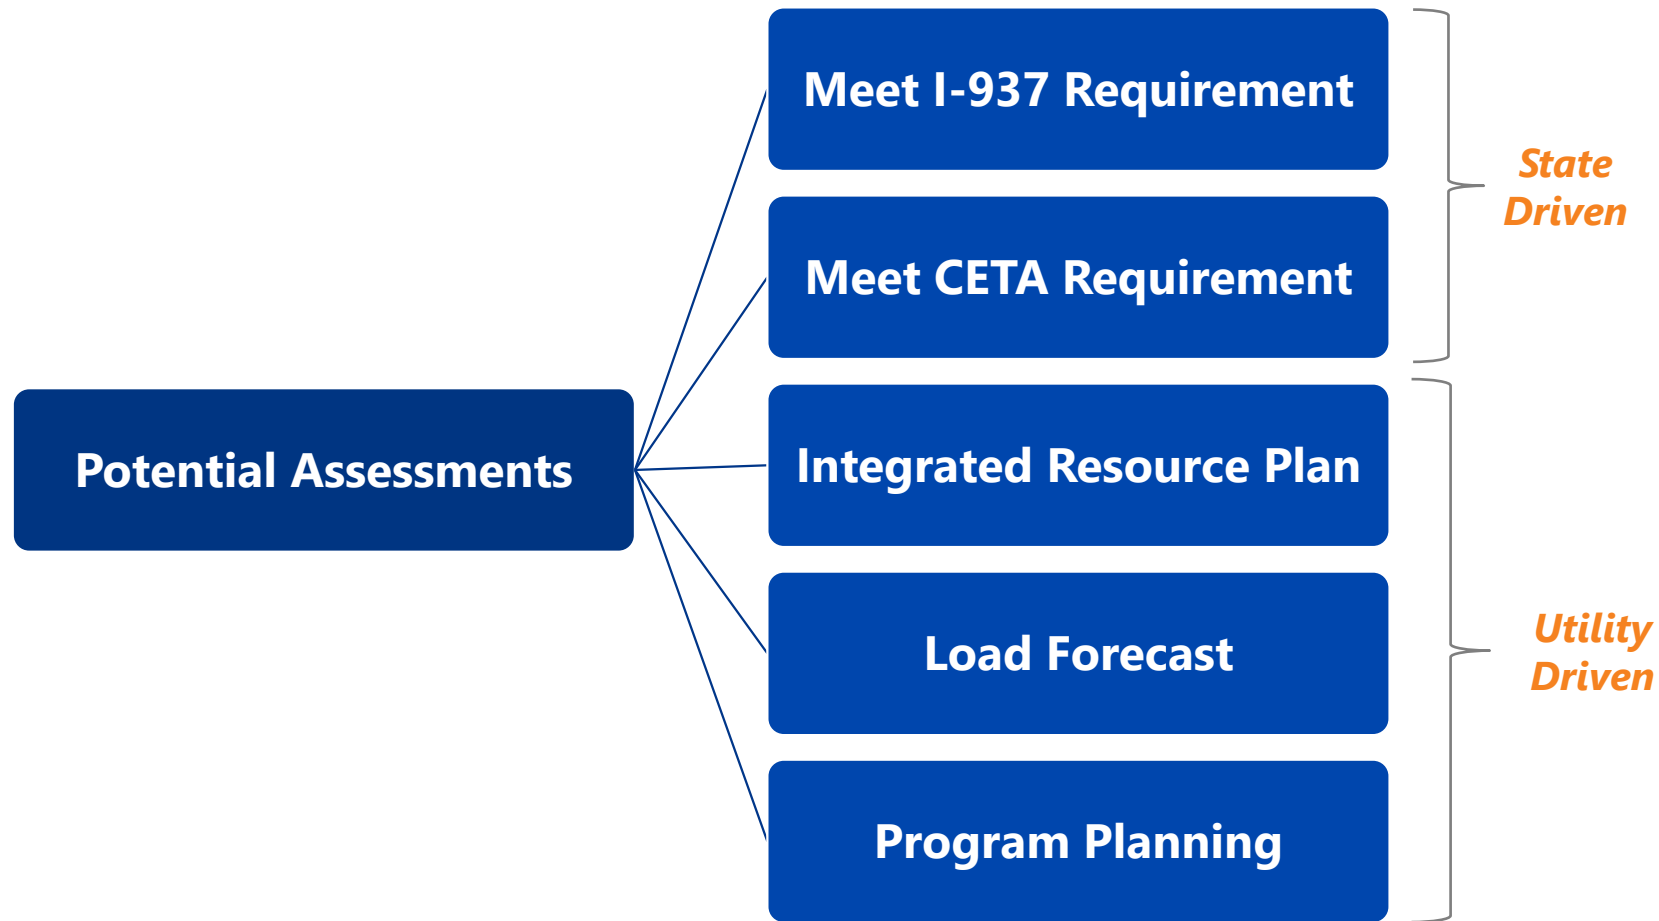 Potential Assessments
Meet I-937 Requirement
Meet CETA Requirement
Integrated Resource Plan
Load Forecast
Program Planning
State
Driven
Utility
Driven